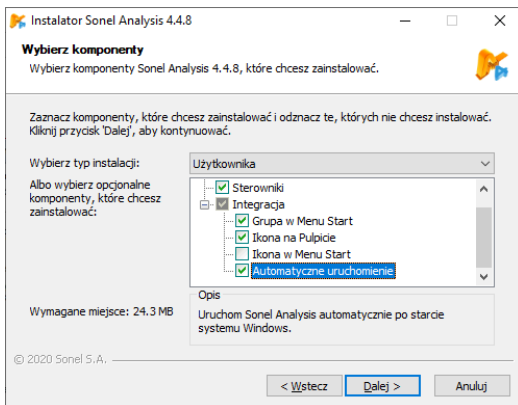 Instalator Sonel Analysis 4.4.8
Wybierz komponenty
Wybierz komponenty Sonel Analysis 4.4.8, które chcesz zainstalować.
Zaznacz komponenty, które chcesz zainstalować i odznacz te, których nie chcesz instalować.
Kliknij przycisk 'Dalej', aby kontynuować.
Wybierz typ instalacji:
Użytkownika
Albo wybierz opcjonalne
komponenty, które chcesz
zainstalować:
Sterowniki
Integracja
Grupa w Menu Start
Ikona na Pulpicie
Ikona w Menu Start
Automatyczne uruchomienie
Wymagane miejsce: 24.3 MB
Opis
Uruchom Sonel Analysis automatycznie po starcie
systemu Windows.
© 2020 Sonel S.A.
< Wstecz
Dalej >
Anuluj